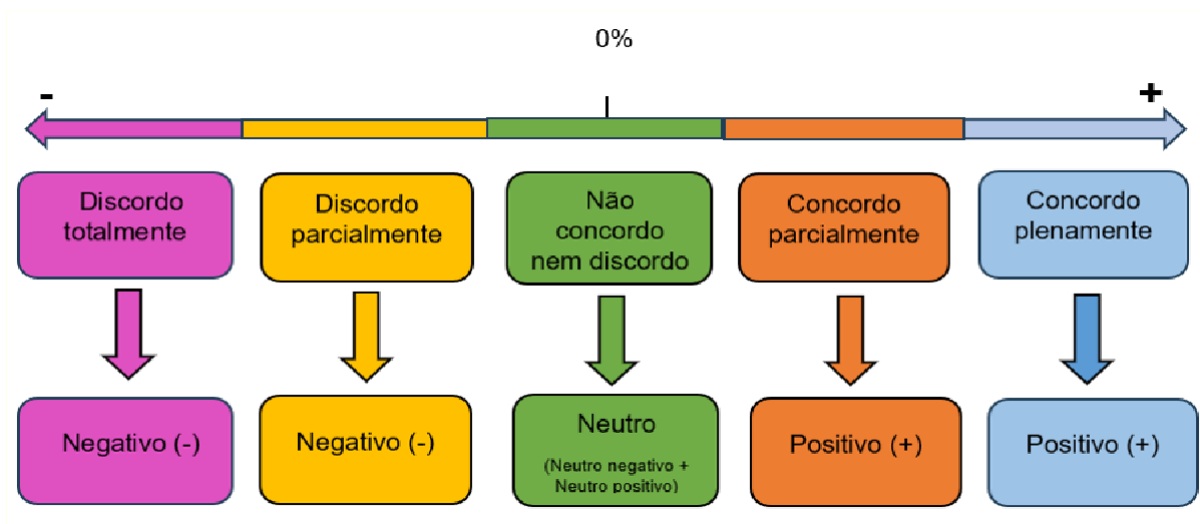 0%
-
+
Discordo
totalmente
Discordo
parcialmente
Não
concordo
nem discordo
Concordo
parcialmente
Concordo
plenamente
Negativo (-)
Negativo (-)
Neutro
(Neutro negativo +
Neutro positivo)
Positivo (+)
Positivo (+)